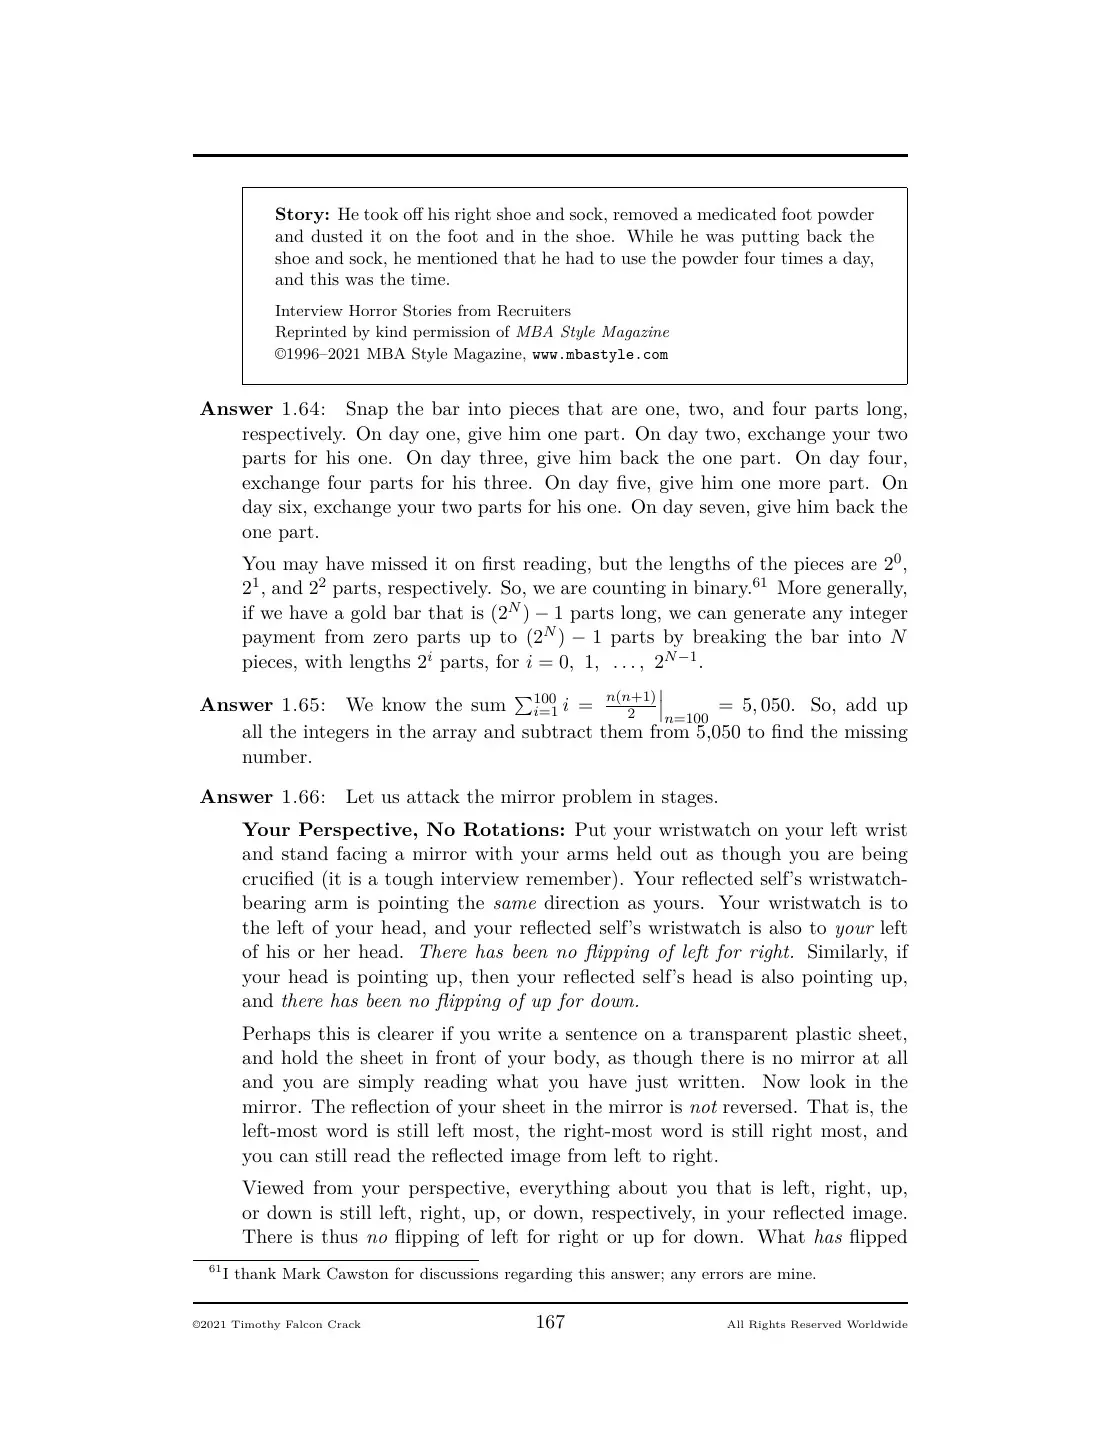 Story: He took off his right shoe and sock, removed a medicated foot powder
and dusted it on the foot and in the shoe. While he was putting back the
shoe and sock, he mentioned that he had to use the powder four times a day,
and this was the time.
Interview Horror Stories from Recruiters
Reprinted by kind permission of MBA Style Magazine
©1996–2021 MBA Style Magazine, www.mbastyle.com
Answer 1.64: Snap the bar into pieces that are one, two, and four parts long,
respectively. On day one, give him one part. On day two, exchange your two
parts for his one. On day three, give him back the one part. On day four,
exchange four parts for his three. On day five, give him one more part. On
day six, exchange your two parts for his one. On day seven, give him back the
one part.
You may have missed it on first reading, but the lengths of the pieces are 2^0,
2^1, and 2^2 parts, respectively. So, we are counting in binary.^61 More generally,
if we have a gold bar that is (2^N) − 1 parts long, we can generate any integer
payment from zero parts up to (2^N) − 1 parts by breaking the bar into N
pieces, with lengths 2^i parts, for i = 0, 1, ..., 2^{N−1}.
Answer 1.65: We know the sum ∑_{i=1}^{100} i = n(n+1)/2 |_{n=100} = 5,050. So, add up
all the integers in the array and subtract them from 5,050 to find the missing
number.
Answer 1.66: Let us attack the mirror problem in stages.
Your Perspective, No Rotations: Put your wristwatch on your left wrist
and stand facing a mirror with your arms held out as though you are being
crucified (it is a tough interview remember). Your reflected self's wristwatch-
bearing arm is pointing the same direction as yours. Your wristwatch is to
the left of your head, and your reflected self's wristwatch is also to your left
of his or her head. There has been no flipping of left for right. Similarly, if
your head is pointing up, then your reflected self's head is also pointing up,
and there has been no flipping of up for down.
Perhaps this is clearer if you write a sentence on a transparent plastic sheet,
and hold the sheet in front of your body, as though there is no mirror at all
and you are simply reading what you have just written. Now look in the
mirror. The reflection of your sheet in the mirror is not reversed. That is, the
left-most word is still left most, the right-most word is still right most, and
you can still read the reflected image from left to right.
Viewed from your perspective, everything about you that is left, right, up,
or down is still left, right, up, or down, respectively, in your reflected image.
There is thus no flipping of left for right or up for down. What has flipped
^61I thank Mark Cawston for discussions regarding this answer; any errors are mine.
©2021 Timothy Falcon Crack 167 All Rights Reserved Worldwide